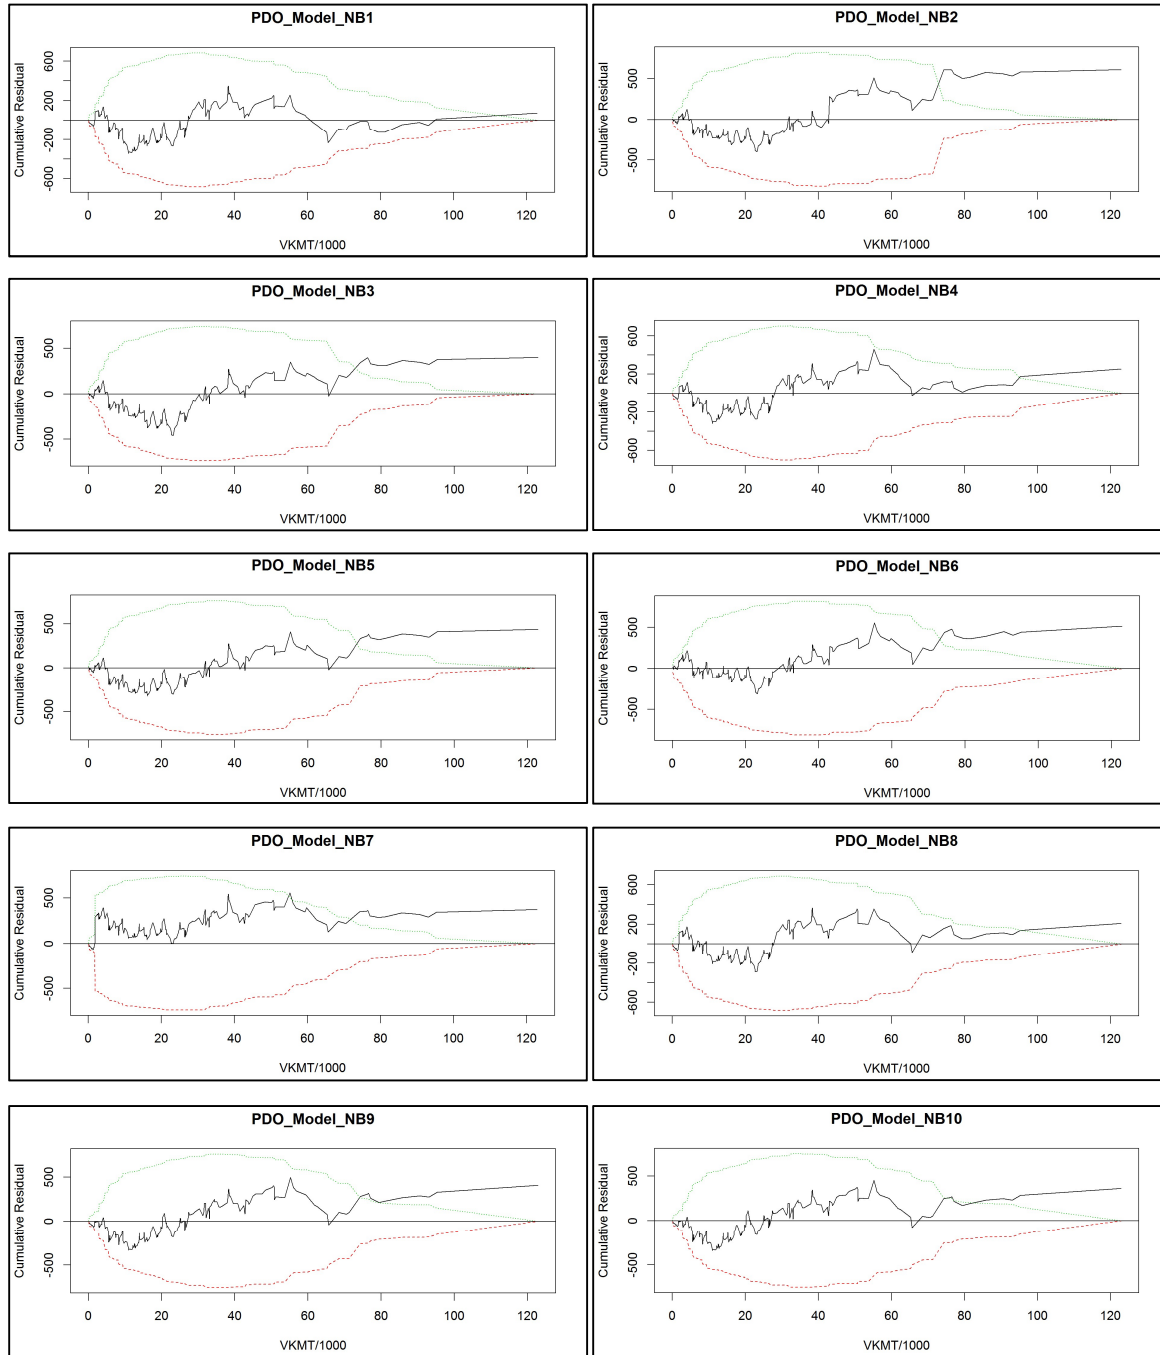 PDO_Model_NB1
Cumulative Residual
600
200
0
-200
-600
0 20 40 60 80 100 120
VKMT/1000
PDO_Model_NB2
Cumulative Residual
500
0
-500
0 20 40 60 80 100 120
VKMT/1000
PDO_Model_NB3
Cumulative Residual
500
0
-500
0 20 40 60 80 100 120
VKMT/1000
PDO_Model_NB4
Cumulative Residual
600
200
0
-200
-600
0 20 40 60 80 100 120
VKMT/1000
PDO_Model_NB5
Cumulative Residual
500
0
-500
0 20 40 60 80 100 120
VKMT/1000
PDO_Model_NB6
Cumulative Residual
500
0
-500
0 20 40 60 80 100 120
VKMT/1000
PDO_Model_NB7
Cumulative Residual
500
0
-500
0 20 40 60 80 100 120
VKMT/1000
PDO_Model_NB8
Cumulative Residual
600
200
0
-200
-600
0 20 40 60 80 100 120
VKMT/1000
PDO_Model_NB9
Cumulative Residual
500
0
-500
0 20 40 60 80 100 120
VKMT/1000
PDO_Model_NB10
Cumulative Residual
500
0
-500
0 20 40 60 80 100 120
VKMT/1000